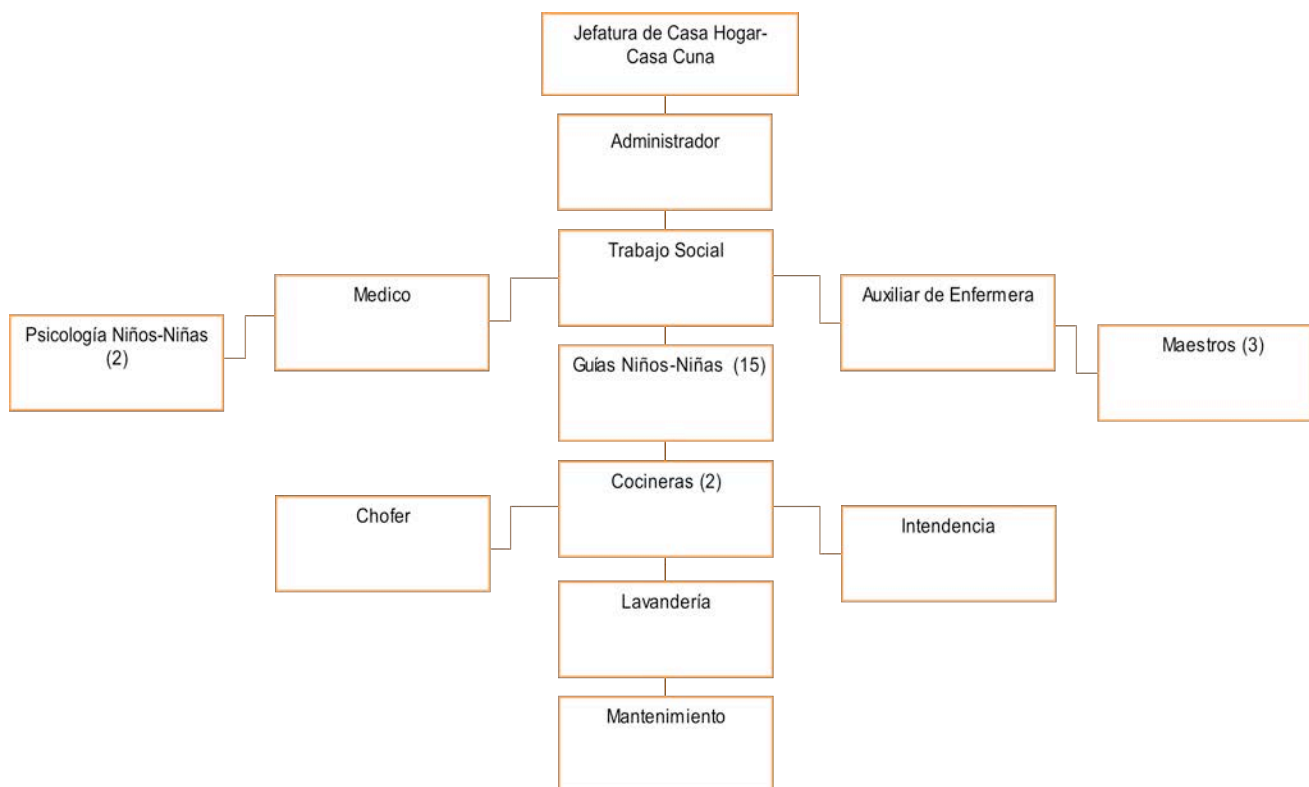 Jefatura de Casa Hogar-
Casa Cuna
Administrador
Trabajo Social
Medico
Auxiliar de Enfermera
Psicología Niños-Niñas
(2)
Maestros (3)
Guías Niños-Niñas (15)
Cocineras (2)
Chofer
Intendencia
Lavandería
Mantenimiento